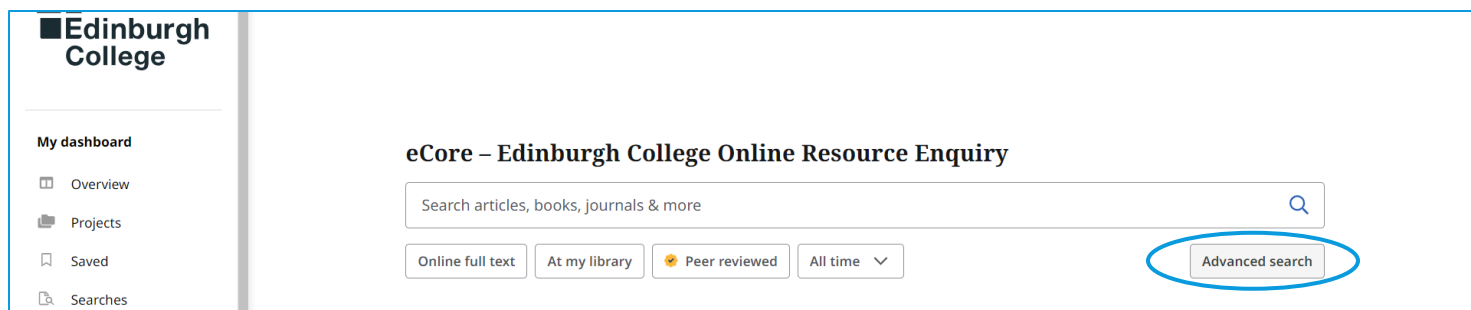 Edinburgh
College
My dashboard
Overview
Projects
Saved
Searches
eCore – Edinburgh College Online Resource Enquiry
Search articles, books, journals & more
Online full text
At my library
Peer reviewed
All time
Advanced search